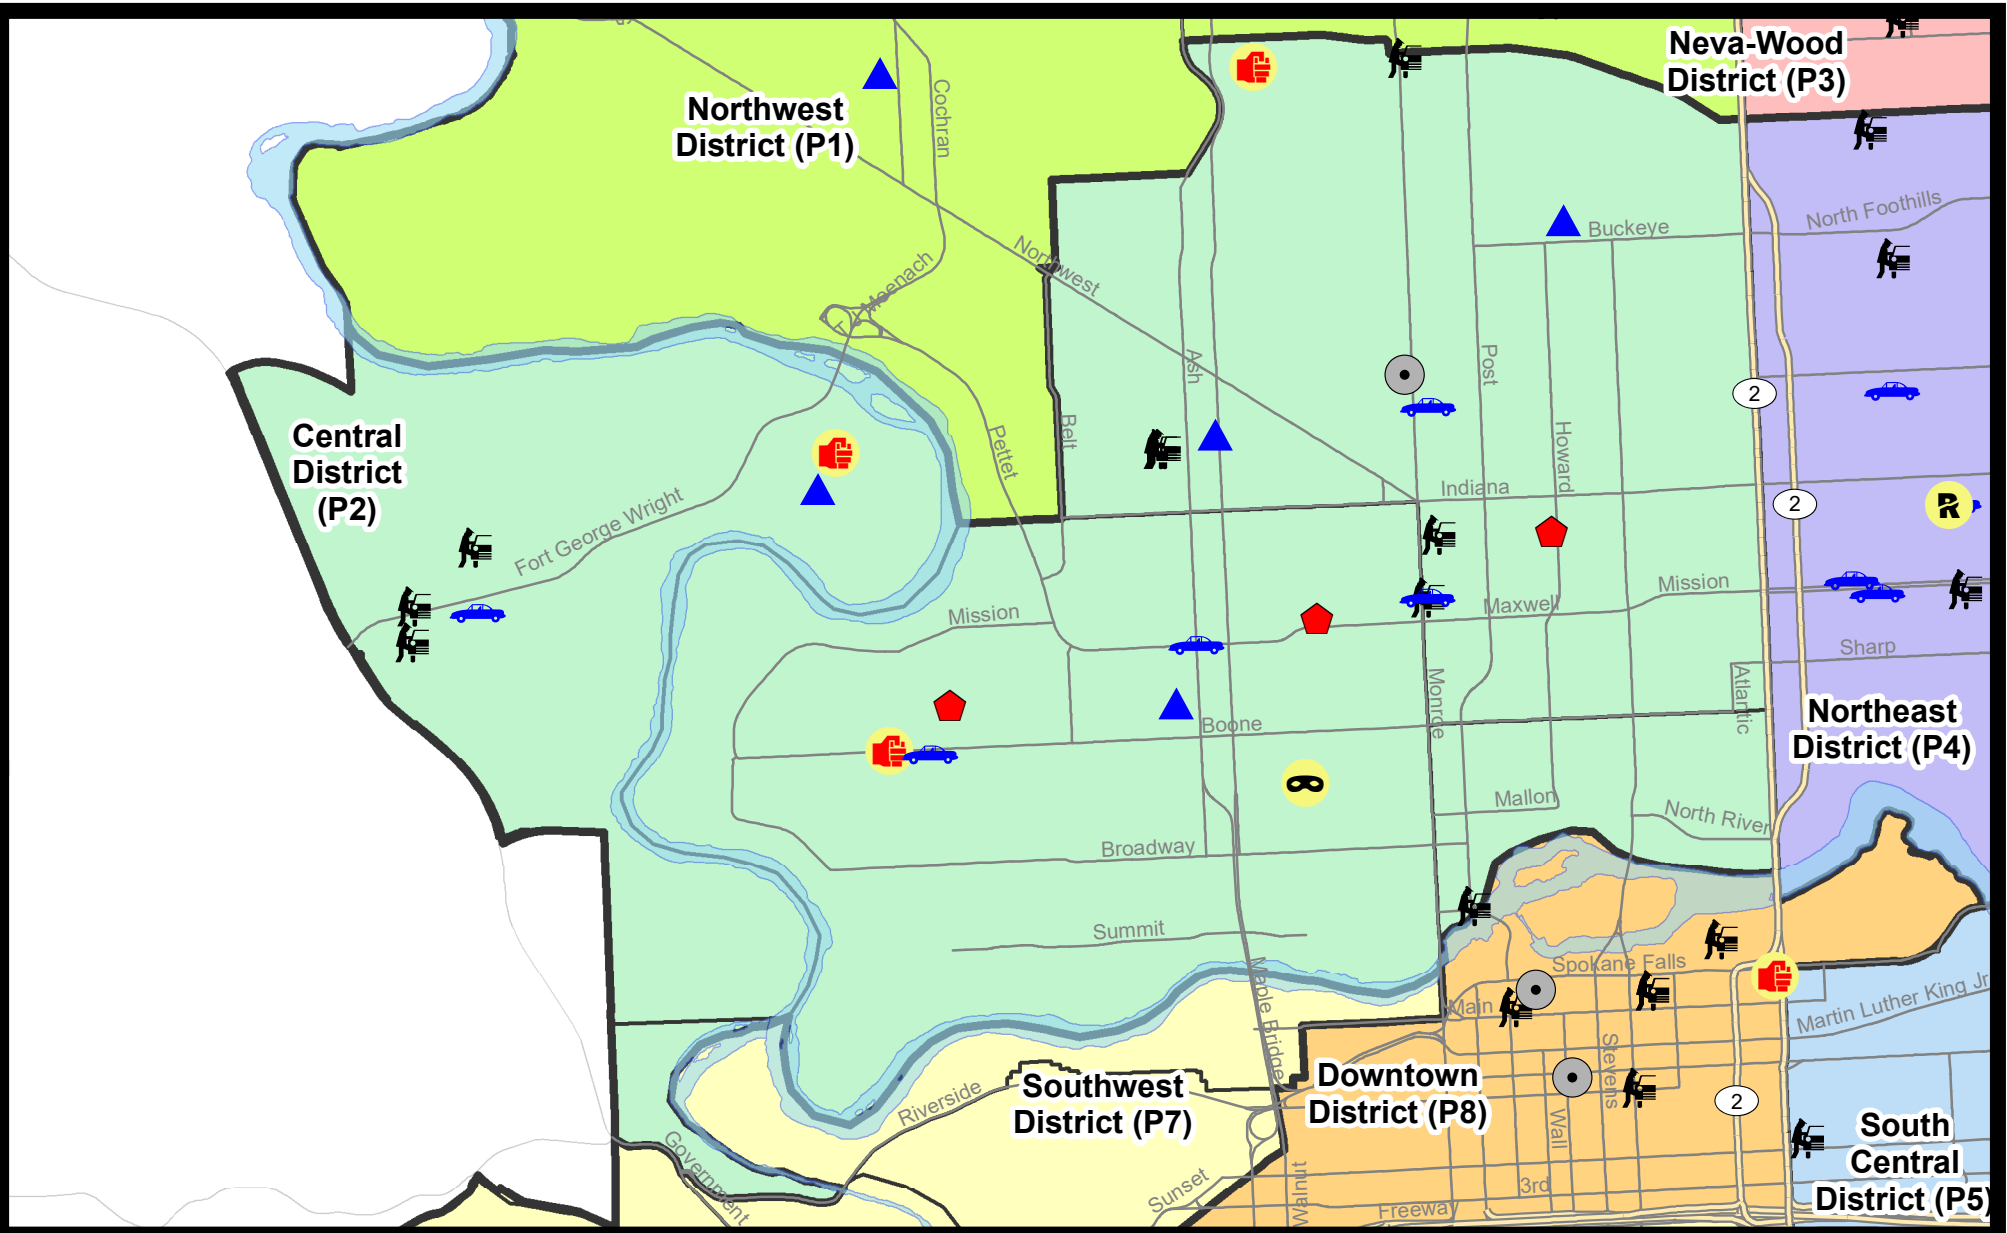 Neva-Wood
District (P3)
Northwest
District (P1)
Cochran
North Foothills
Buckeye
Northwest
T J Meenach
Ash
Post
2
Belt
Pettet
Howard
Central
District
(P2)
Indiana
2
R
Fort George Wright
Mission
Maxwell
Mission
Sharp
Monroe
Atlantic
Boone
Northeast
District (P4)
Mallon
North River
Broadway
Summit
Maple Bridge
Spokane Falls
Main
Martin Luther King Jr
Stevens
Riverside
Southwest
District (P7)
Downtown
District (P8)
2
Wall
South
Central
District (P5)
Government
Sunset
Walnut
3rd
Freeway